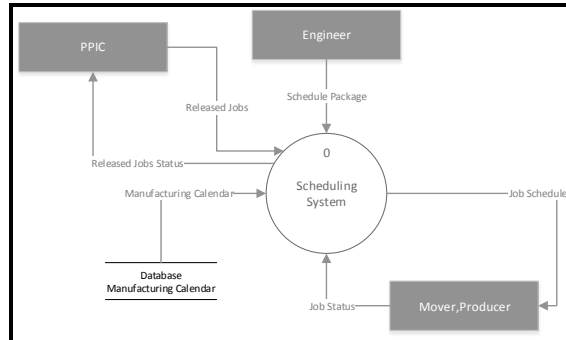 PPIC
Engineer
Schedule Package
Released Jobs
0
Released Jobs Status
Scheduling
System
Manufacturing Calendar
Job Schedule
Database
Manufacturing Calendar
Job Status
Mover,Producer